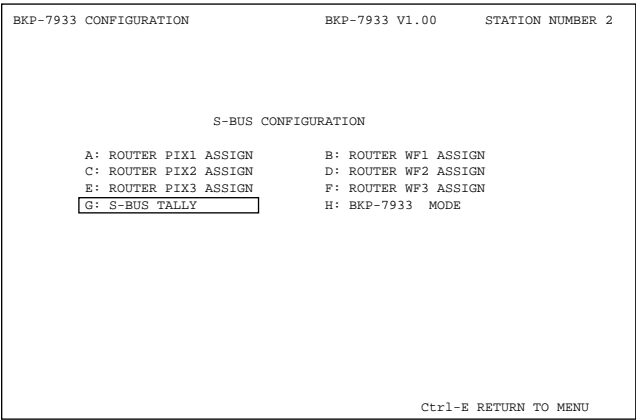 BKP-7933 CONFIGURATION BKP-7933 V1.00 STATION NUMBER 2
S-BUS CONFIGURATION
A: ROUTER PIX1 ASSIGN B: ROUTER WF1 ASSIGN
C: ROUTER PIX2 ASSIGN D: ROUTER WF2 ASSIGN
E: ROUTER PIX3 ASSIGN F: ROUTER WF3 ASSIGN
G: S-BUS TALLY H: BKP-7933 MODE
Ctrl-E RETURN TO MENU